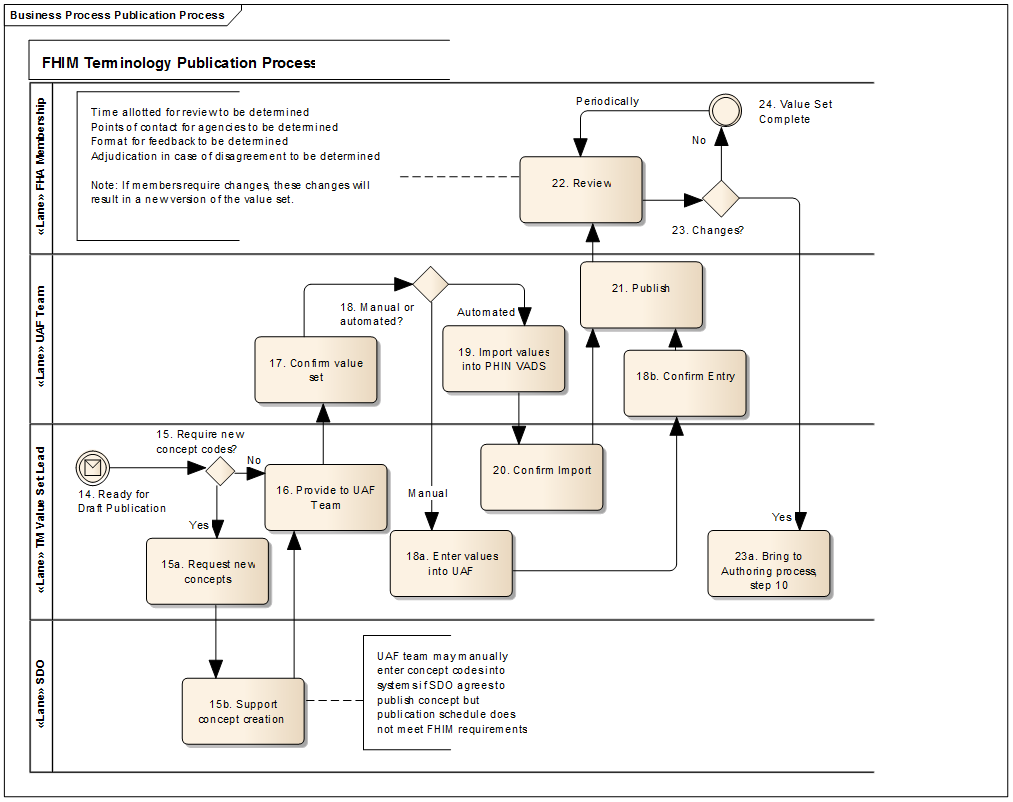 Business Process Publication Process
FHIM Terminology Publication Process
«Lane» FHA Membership
Time allotted for review to be determined
Points of contact for agencies to be determined
Format for feedback to be determined
Adjudication in case of disagreement to be determined
Note: If members require changes, these changes will
result in a new version of the value set.
Periodically
24. Value Set
Complete
No
22. Review
23. Changes?
«Lane» UAF Team
21. Publish
18. Manual or
automated?
Automated
17. Confirm value
set
19. Import values
into PHIN VADS
18b. Confirm Entry
«Lane» TM Value Set Lead
15. Require new
concept codes?
No
14. Ready for
Draft Publication
16. Provide to UAF
Team
20. Confirm Import
Manual
Yes
Yes
15a. Request new
concepts
18a. Enter values
into UAF
23a. Bring to
Authoring process,
step 10
«Lane» SDO
15b. Support
concept creation
UAF team may manually
enter concept codes into
systems if SDO agrees to
publish concept but
publication schedule does
not meet FHIM requirements